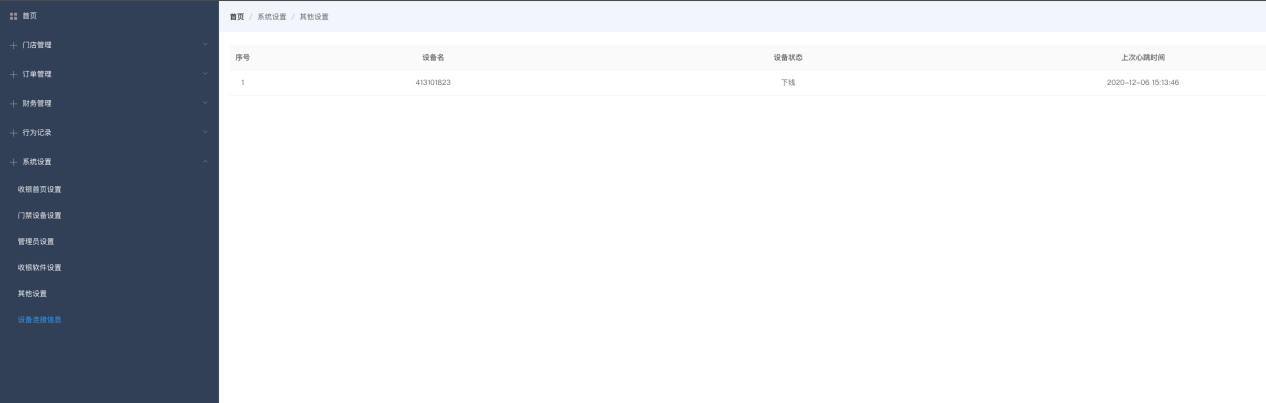 首页
门店管理
订单管理
财务管理
行为记录
系统设置
收银首页设置
门禁设备设置
管理员设置
收银软件设置
其他设置
设备连接信息
首页 / 系统设置 / 其他设置
序号 设备名 设备状态 上次心跳时间
1 413101823 下线 2020-12-06 15:13:46